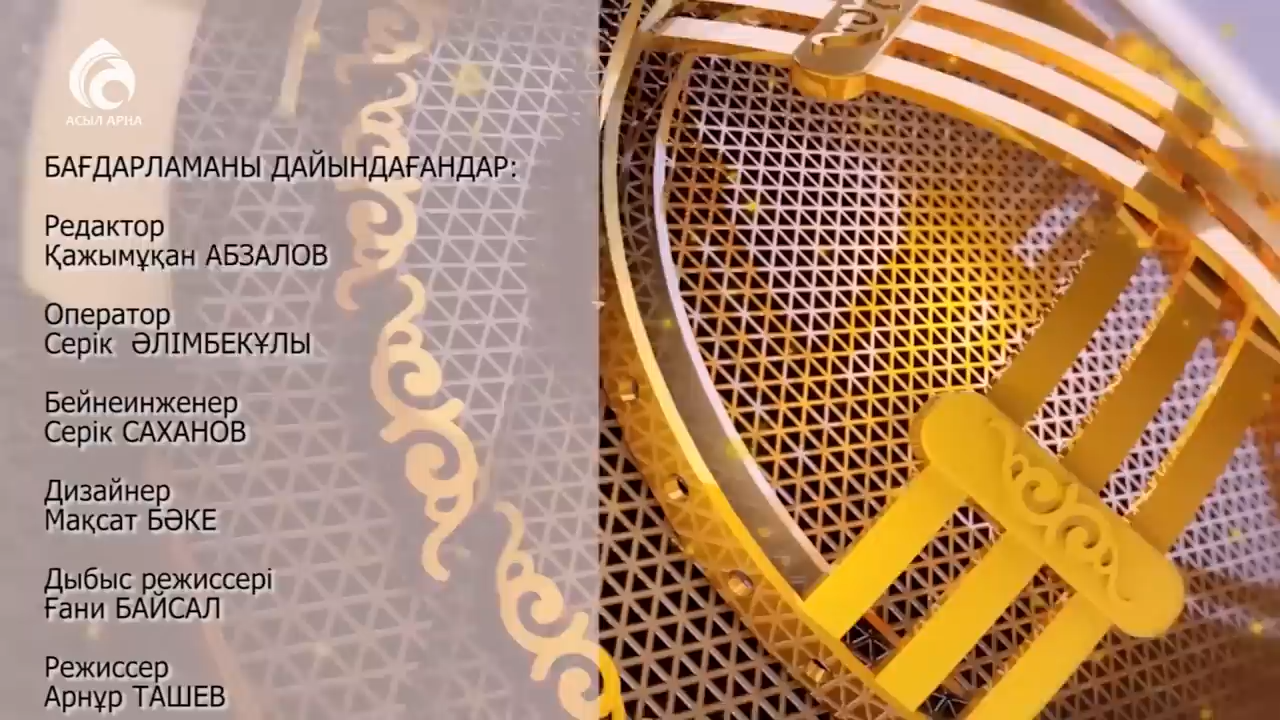 АСЫЛ АРНА
БАҒДАРЛАМАНЫ ДАЙЫНДАҒАНДАР:
Редактор
Қажымұқан АБЗАЛОВ
Оператор
Серік ӘЛІМБЕКҰЛЫ
Бейнеинженер
Серік САХАНОВ
Дизайнер
Мақсат БӘКЕ
Дыбыс режиссері
Ғани БАЙСАЛ
Режиссер
Арнұр ТАШЕВ